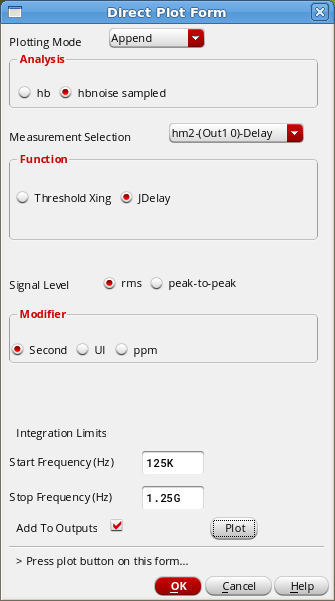 Direct Plot Form
Plotting Mode Append
Analysis
hb hbnoise sampled
Measurement Selection hm2-(Out1 0)-Delay
Function
Threshold Xing JDelay
Signal Level rms peak-to-peak
Modifier
Second UI ppm
Integration Limits
Start Frequency (Hz) 125K
Stop Frequency (Hz) 1.25G
Add To Outputs Plot
> Press plot button on this form...
OK Cancel Help